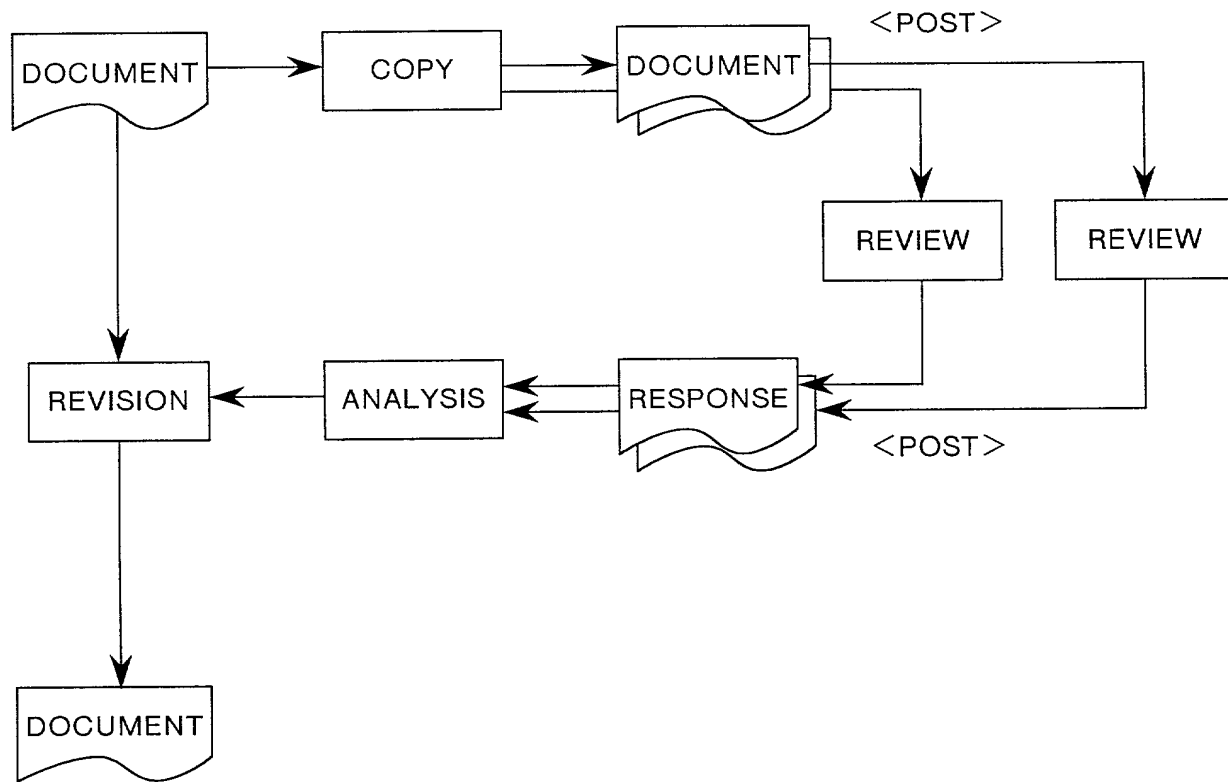 <POST>
DOCUMENT
COPY
DOCUMENT
REVIEW
REVIEW
REVISION
ANALYSIS
RESPONSE
<POST>
DOCUMENT